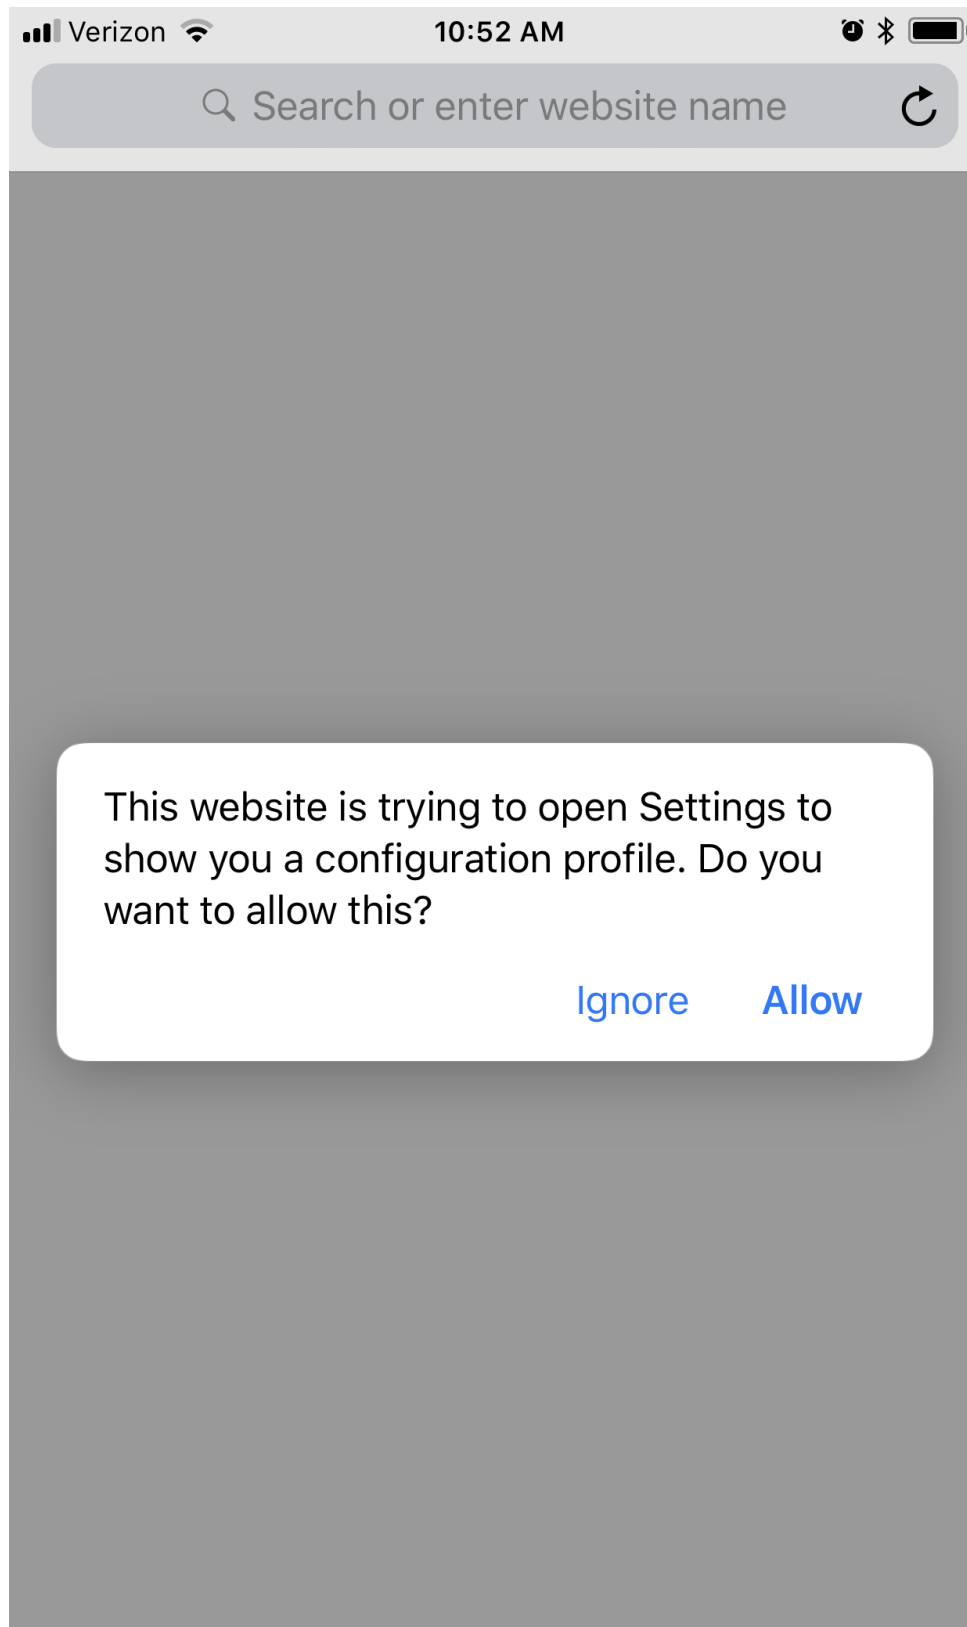 Verizon 10:52 AM
Search or enter website name
This website is trying to open Settings to
show you a configuration profile. Do you
want to allow this?
Ignore Allow